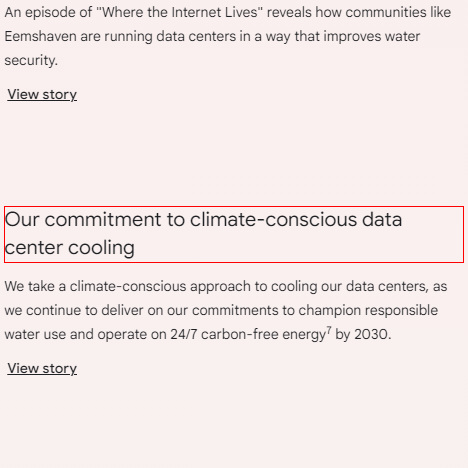 An episode of "Where the Internet Lives" reveals how communities like
Eemshaven are running data centers in a way that improves water
security.
View story
Our commitment to climate-conscious data
center cooling
We take a climate-conscious approach to cooling our data centers, as
we continue to deliver on our commitments to champion responsible
water use and operate on 24/7 carbon-free energy7 by 2030.
View story